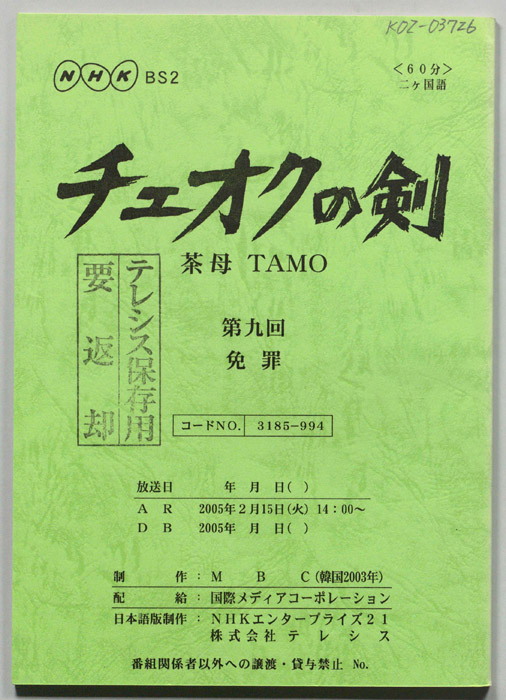 KOZ-03726
NHK BS2
＜60分＞
二ヶ国語
チェオクの剣
茶母 TAMO
テレシス保存用
要返却
第九回
免罪
コードNO. 3185-994
放送日 年 月 日( )
AR 2005年2月15日(火) 14:00～
DB 2005年 月 日( )
制作：MBC(韓国2003年)
配給：国際メディアコーポレーション
日本語版制作：NHKエンタープライズ21
株式会社テレシス
番組関係者以外への譲渡・貸与禁止 No.